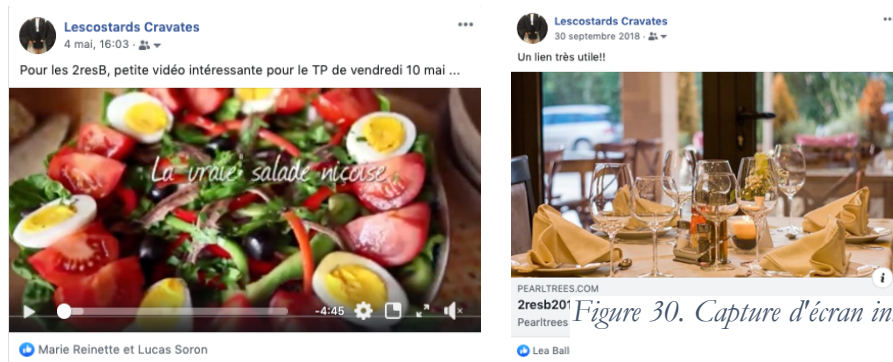 Lescostards Cravates
4 mai, 16:03
Pour les 2resB, petite vidéo intéressante pour le TP de vendredi 10 mai ...
La vraie salade niçoise
-4:45
Marie Reinette et Lucas Soron
Lescostards Cravates
30 septembre 2018
Un lien très utile!!
PEARLTREES.COM
2resb201
Pearltrees
Figure 30. Capture d'écran in
Lea Ball